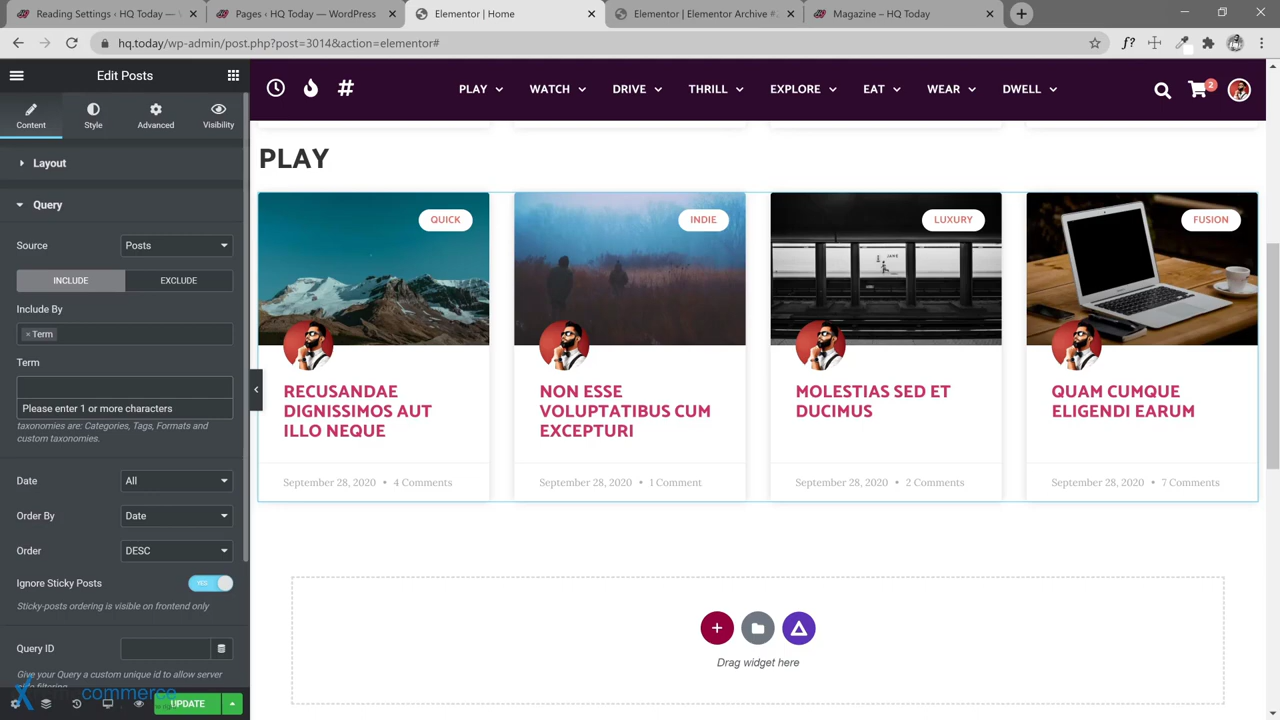 Reading Settings ‹ HQ Today — W
Pages ‹ HQ Today — WordPress
Elementor | Home
Elementor | Elementor Archive #
Magazine – HQ Today
hq.today/wp-admin/post.php?post=3014&action=elementor#
Edit Posts
Content
Style
Advanced
Visibility
Layout
Query
Source
Posts
INCLUDE
EXCLUDE
Include By
× Term
Term
Please enter 1 or more characters
taxonomies are: Categories, Tags, Formats and
custom taxonomies.
Date
All
Order By
Date
Order
DESC
Ignore Sticky Posts
YES
Sticky-posts ordering is visible on frontend only
Query ID
Give your Query a custom unique id to allow server
commerce
UPDATE
#
PLAY
WATCH
DRIVE
THRILL
EXPLORE
EAT
WEAR
DWELL
2
PLAY
QUICK
RECUSANDAE
DIGNISSIMOS AUT
ILLO NEQUE
September 28, 2020 • 4 Comments
INDIE
NON ESSE
VOLUPTATIBUS CUM
EXCEPTURI
September 28, 2020 • 1 Comment
LUXURY
JANE
MOLESTIAS SED ET
DUCIMUS
September 28, 2020 • 2 Comments
FUSION
QUAM CUMQUE
ELIGENDI EARUM
September 28, 2020 • 7 Comments
Drag widget here